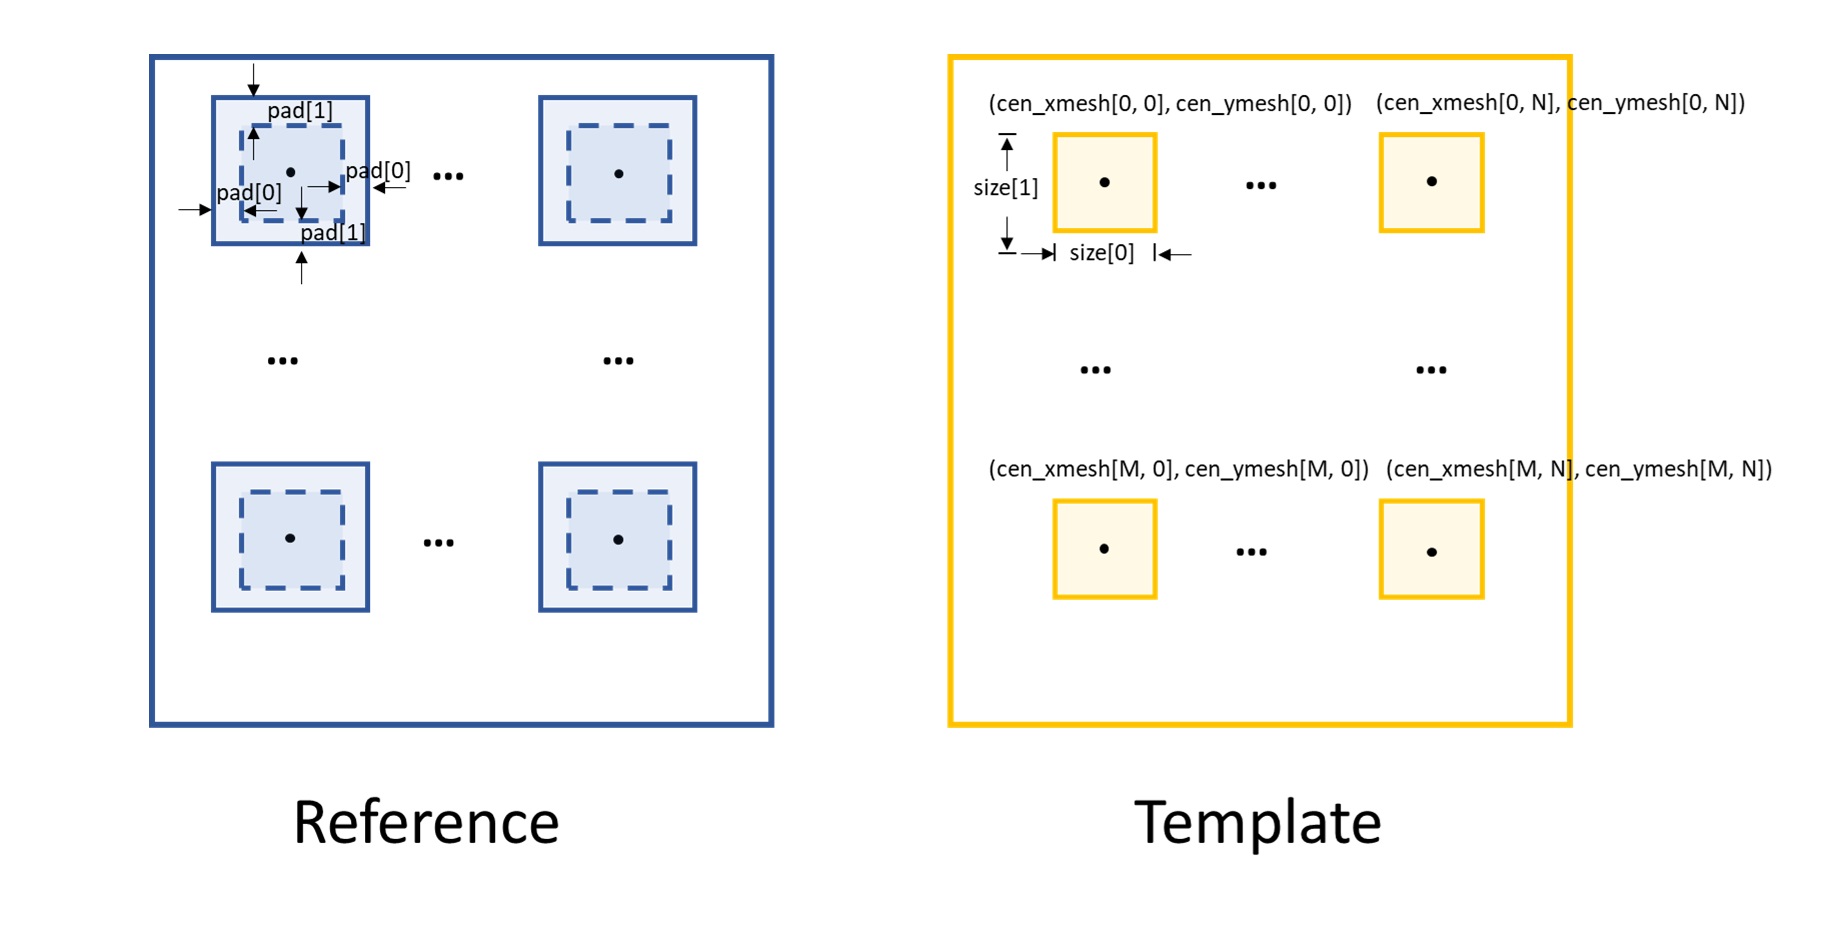 pad[1]
pad[0]
pad[0]
pad[1]
...
...
...
...
(cen_xmesh[0, 0], cen_ymesh[0, 0])
(cen_xmesh[0, N], cen_ymesh[0, N])
size[1]
size[0]
...
...
...
(cen_xmesh[M, 0], cen_ymesh[M, 0])
(cen_xmesh[M, N], cen_ymesh[M, N])
...
Reference
Template